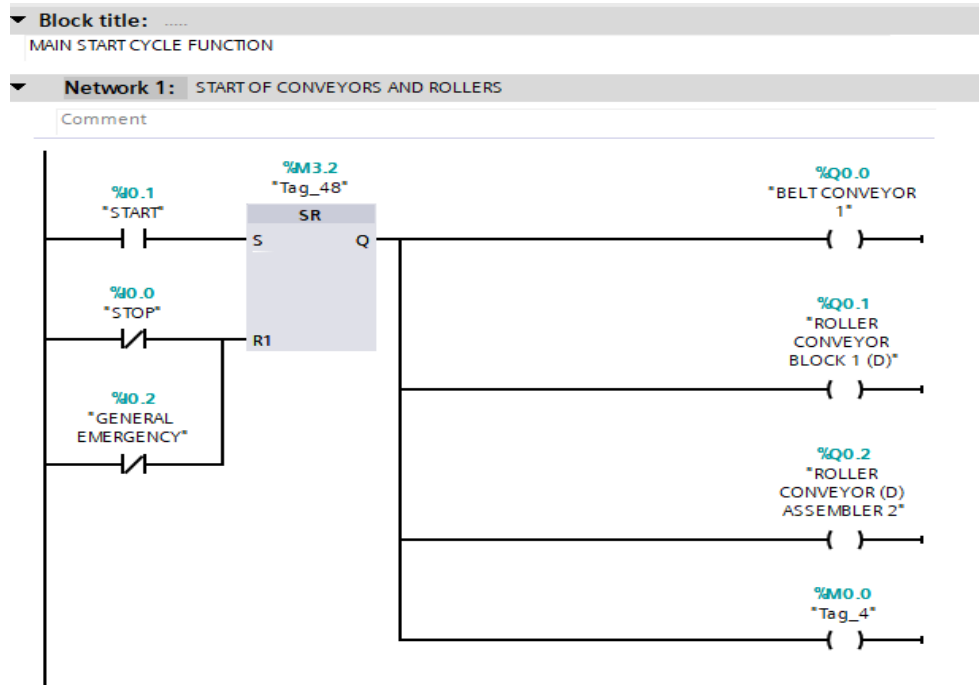 Block title: .....
MAIN START CYCLE FUNCTION
Network 1: START OF CONVEYORS AND ROLLERS
Comment
%I0.1
"START"
%M3.2
"Tag_48"
SR
S
Q
%Q0.0
"BELT CONVEYOR
1"
%I0.0
"STOP"
R1
%Q0.1
"ROLLER
CONVEYOR
BLOCK 1 (D)"
%I0.2
"GENERAL
EMERGENCY"
%Q0.2
"ROLLER
CONVEYOR (D)
ASSEMBLER 2"
%M0.0
"Tag_4"